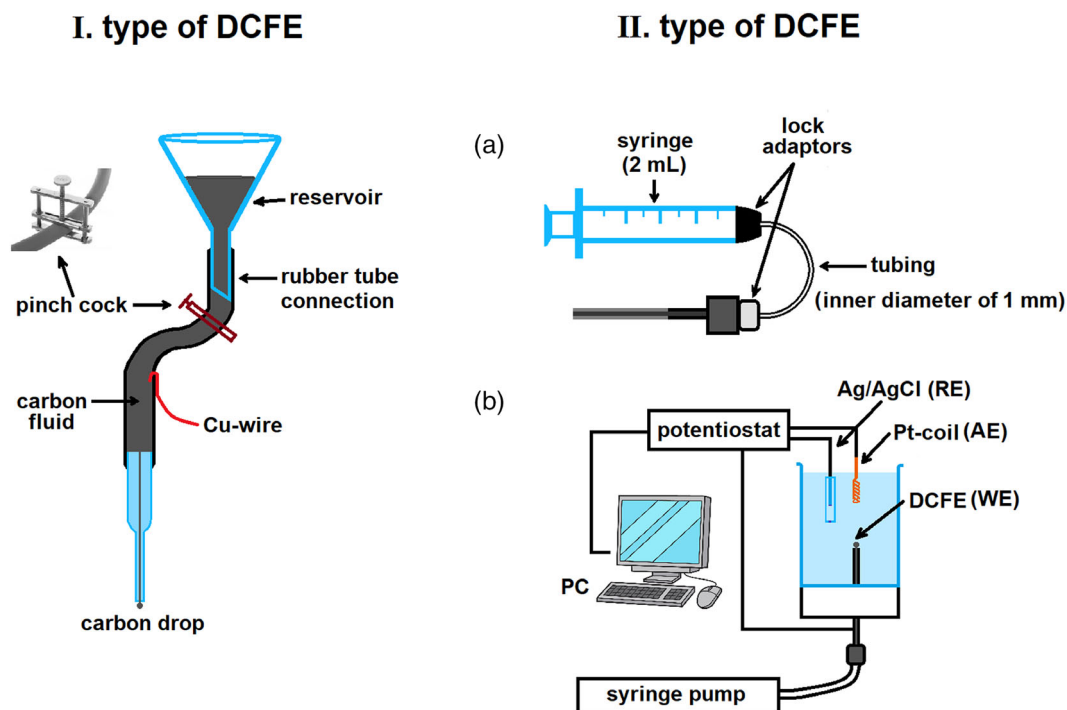 I. type of DCFE
reservoir
rubber tube
connection
pinch cock
carbon
fluid
Cu-wire
carbon drop
II. type of DCFE
(a)
syringe
(2 mL)
lock
adaptors
tubing
(inner diameter of 1 mm)
(b)
Ag/AgCl (RE)
potentiostat
Pt-coil (AE)
DCFE (WE)
PC
syringe pump